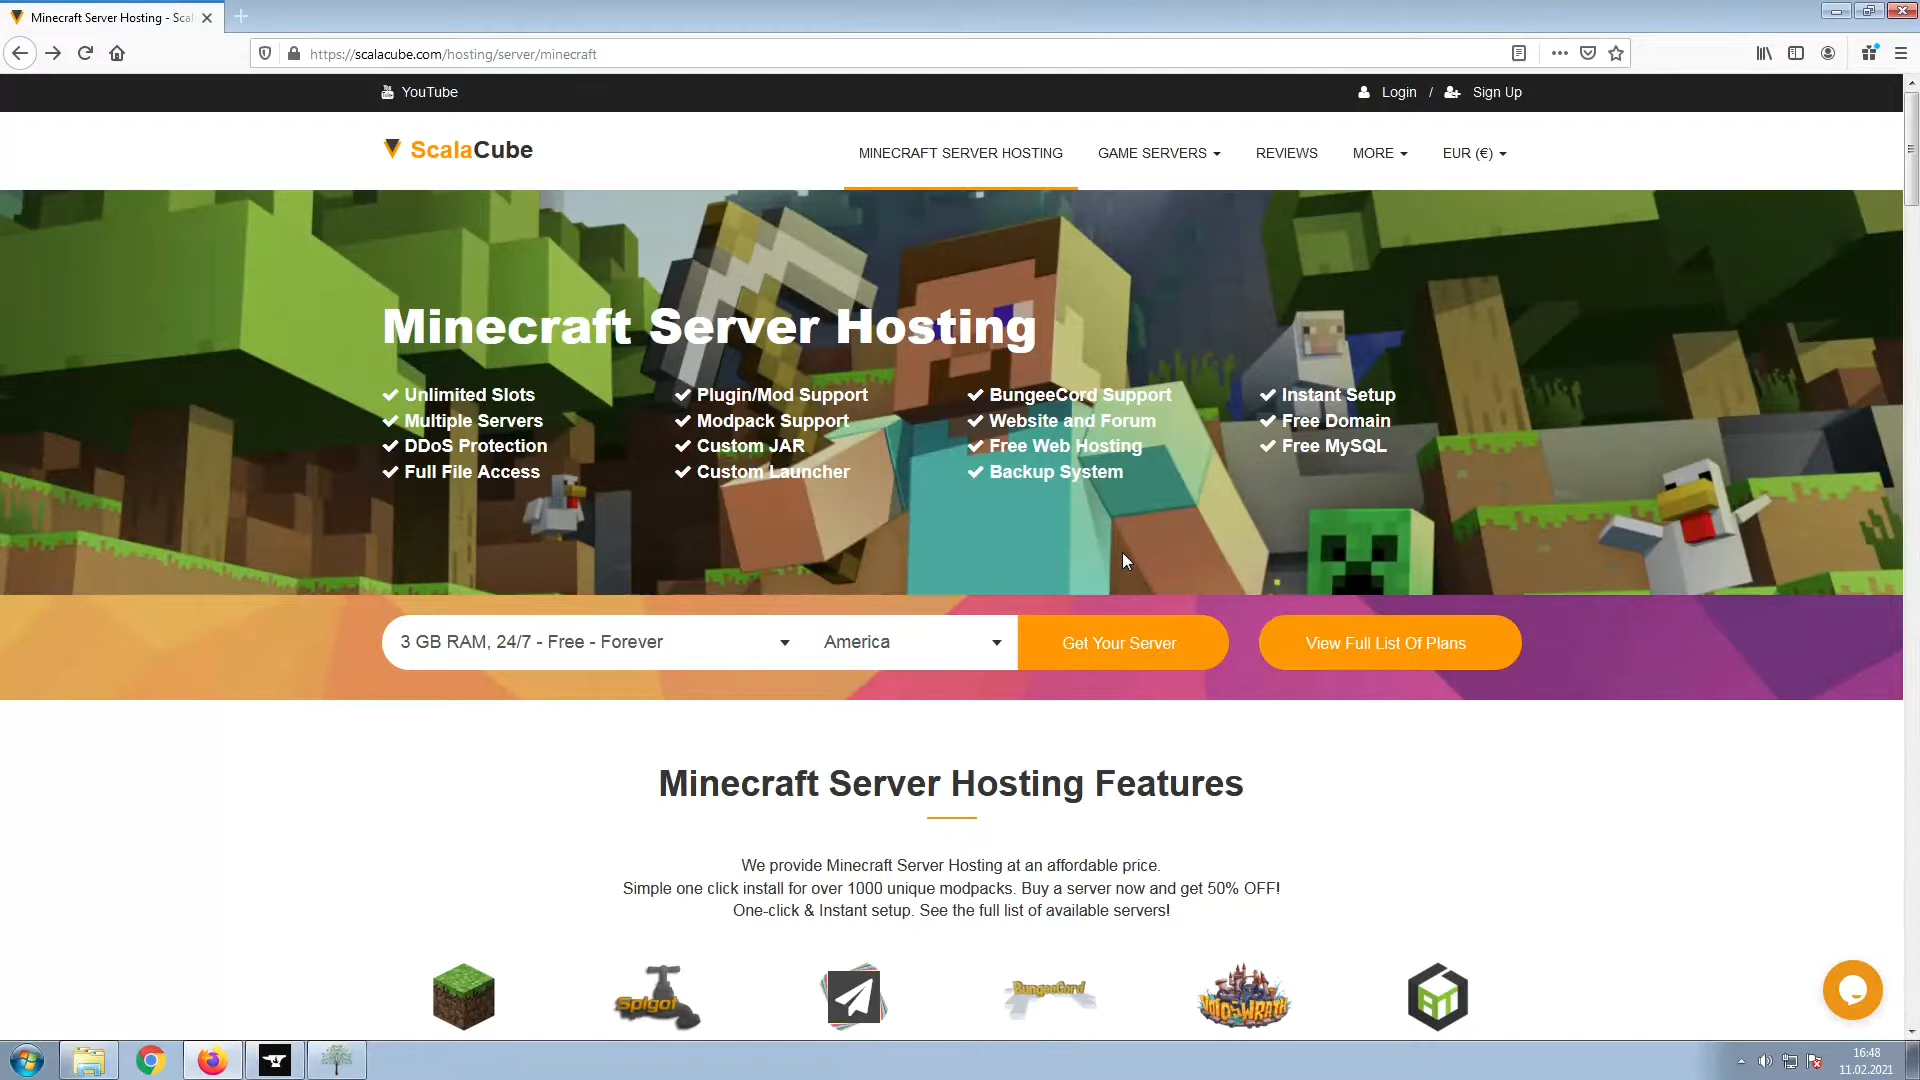 Minecraft Server Hosting - Scal
https://scalacube.com/hosting/server/minecraft
YouTube
Login / Sign Up
ScalaCube
MINECRAFT SERVER HOSTING
GAME SERVERS
REVIEWS
MORE
EUR (€)
Minecraft Server Hosting
Unlimited Slots
Multiple Servers
DDoS Protection
Full File Access
Plugin/Mod Support
Modpack Support
Custom JAR
Custom Launcher
BungeeCord Support
Website and Forum
Free Web Hosting
Backup System
Instant Setup
Free Domain
Free MySQL
3 GB RAM, 24/7 - Free - Forever
America
Get Your Server
View Full List Of Plans
Minecraft Server Hosting Features
We provide Minecraft Server Hosting at an affordable price.
Simple one click install for over 1000 unique modpacks. Buy a server now and get 50% OFF!
One-click & Instant setup. See the full list of available servers!
Spigot
BungeeCord
VOIDSWRATH
16:48
11.02.2021